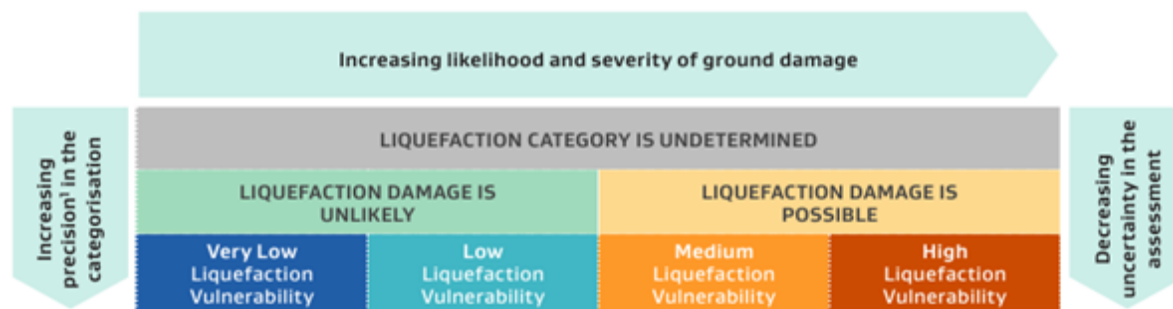 Increasing likelihood and severity of ground damage
Increasing
precision¹ in the
categorisation
LIQUEFACTION CATEGORY IS UNDETERMINED
LIQUEFACTION DAMAGE IS
UNLIKELY
LIQUEFACTION DAMAGE IS
POSSIBLE
Very Low
Liquefaction
Vulnerability
Low
Liquefaction
Vulnerability
Medium
Liquefaction
Vulnerability
High
Liquefaction
Vulnerability
Decreasing
uncertainty in the
assessment